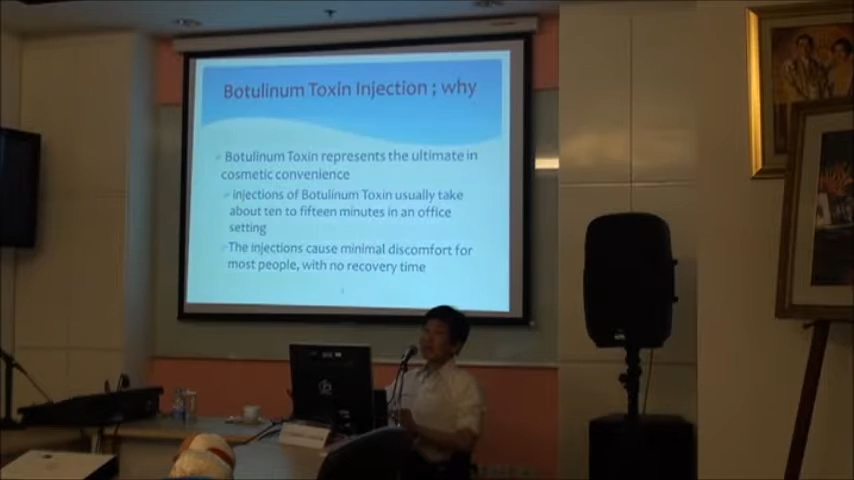 Botulinum Toxin Injection ; why
Botulinum Toxin represents the ultimate in
cosmetic convenience
injections of Botulinum Toxin usually take
about ten to fifteen minutes in an office
setting
The injections cause minimal discomfort for
most people, with no recovery time